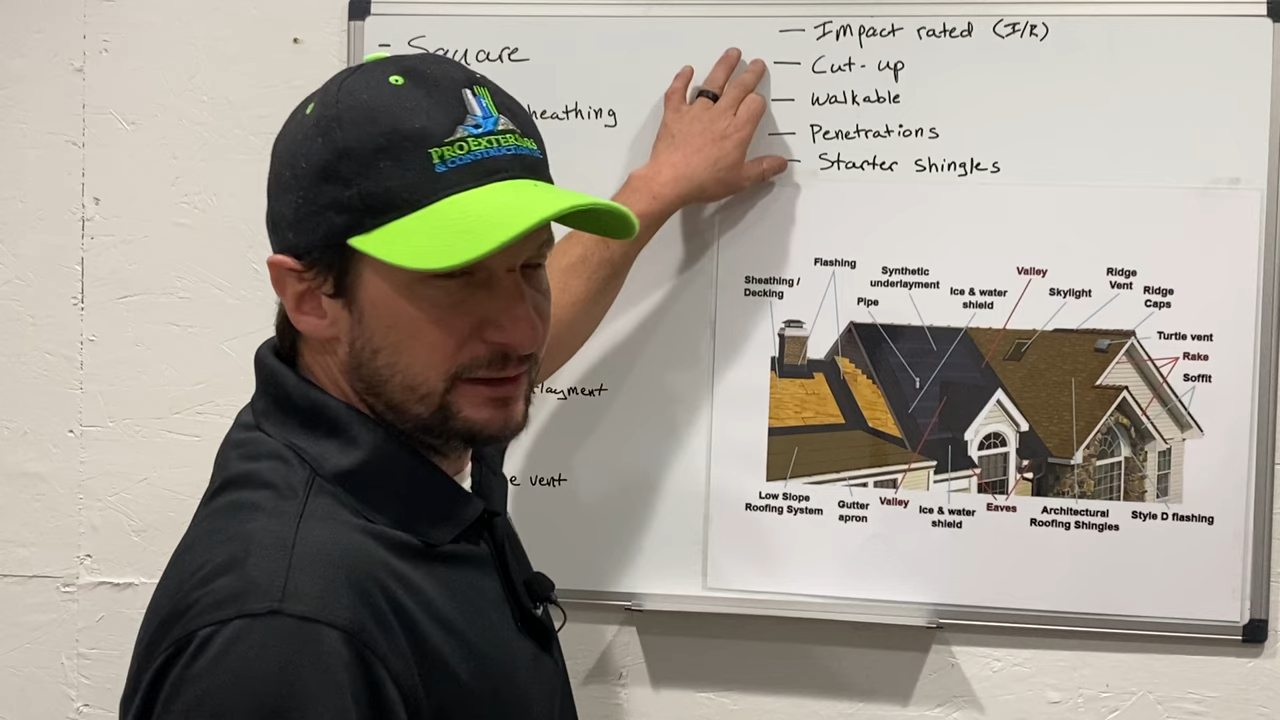 - Square
heathing
layment
e vent
PRO EXTERIORS
& CONSTRUCTION
- Impact rated (I/R)
- Cut-up
- Walkable
- Penetrations
- Starter Shingles
Sheathing /
Decking
Flashing
Pipe
Synthetic
underlayment
Ice & water
shield
Valley
Skylight
Ridge
Vent
Ridge
Caps
Turtle vent
Rake
Soffit
Low Slope
Roofing System
Gutter
apron
Valley
Ice & water
shield
Eaves
Architectural
Roofing Shingles
Style D flashing